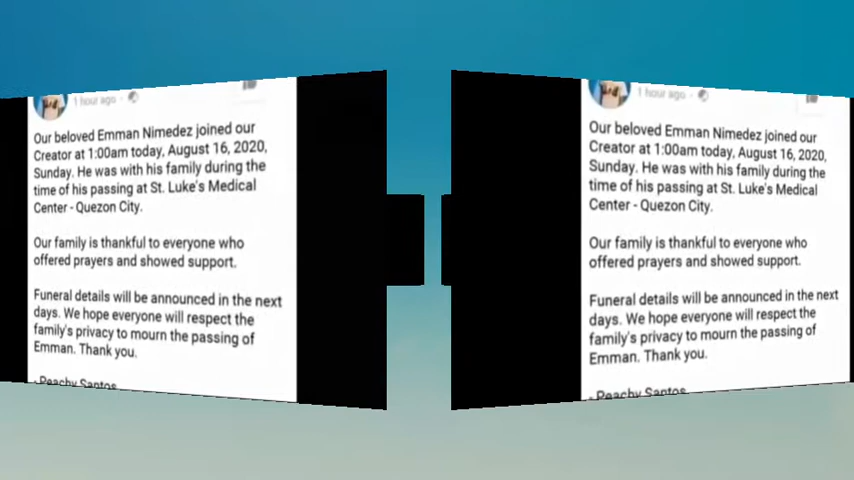 1 hour ago
Our beloved Emman Nimedez joined our
Creator at 1:00am today, August 16, 2020,
Sunday. He was with his family during the
time of his passing at St. Luke's Medical
Center - Quezon City.
Our family is thankful to everyone who
offered prayers and showed support.
Funeral details will be announced in the next
days. We hope everyone will respect the
family's privacy to mourn the passing of
Emman. Thank you.
- Peachy Santos
1 hour ago
Our beloved Emman Nimedez joined our
Creator at 1:00am today, August 16, 2020,
Sunday. He was with his family during the
time of his passing at St. Luke's Medical
Center - Quezon City.
Our family is thankful to everyone who
offered prayers and showed support.
Funeral details will be announced in the next
days. We hope everyone will respect the
family's privacy to mourn the passing of
Emman. Thank you.
- Peachy Santos